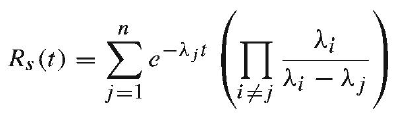 $R_s(t) = \sum_{j=1}^{n} e^{-\lambda_j t} \left( \prod_{i \neq j} \frac{\lambda_i}{\lambda_i - \lambda_j} \right)$